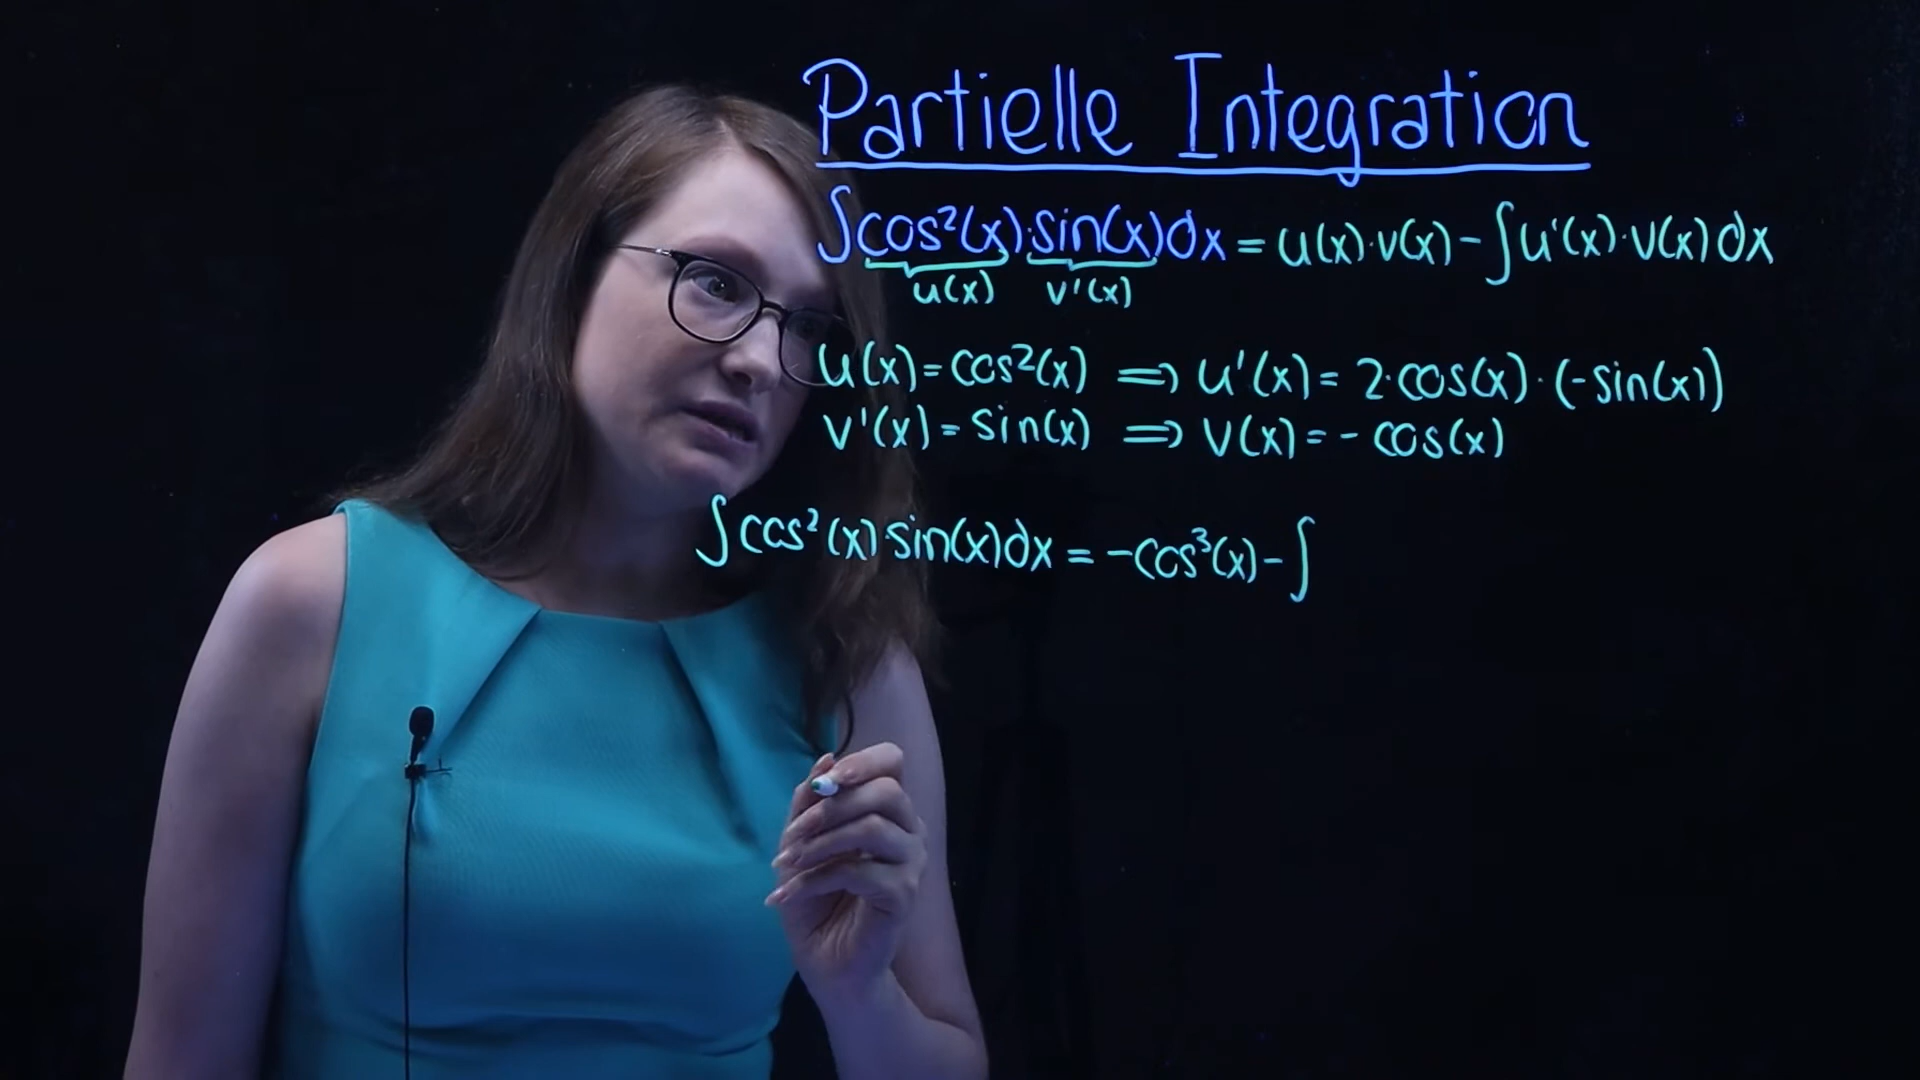 Partielle Integration
∫cos²(x)·sin(x)dx = u(x)·v(x) - ∫u'(x)·v(x)dx
u(x) v'(x)
u(x) = cos²(x) ⟹ u'(x) = 2·cos(x)·(-sin(x))
v'(x) = sin(x) ⟹ v(x) = -cos(x)
∫cos²(x)·sin(x)dx = -cos³(x) - ∫